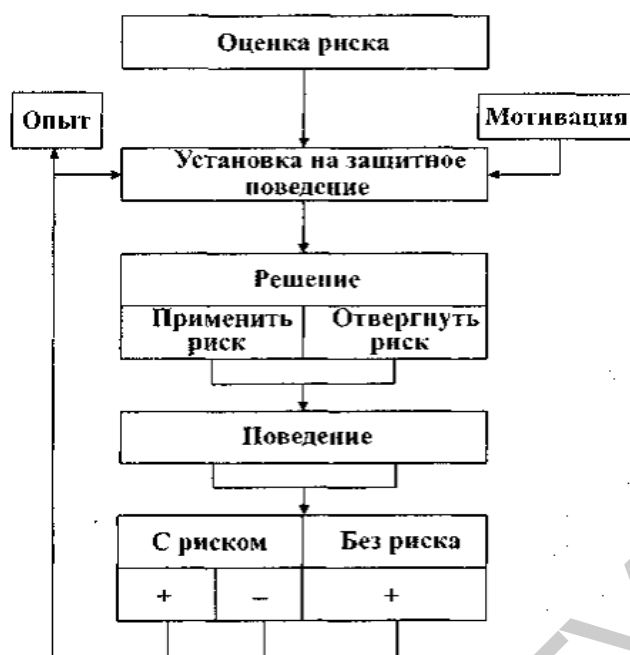 Оценка риска
Опыт
Мотивация
Установка на защитное
поведение
Решение
Применить
риск
Отвергнуть
риск
Поведение
С риском
Без риска
+
–
+